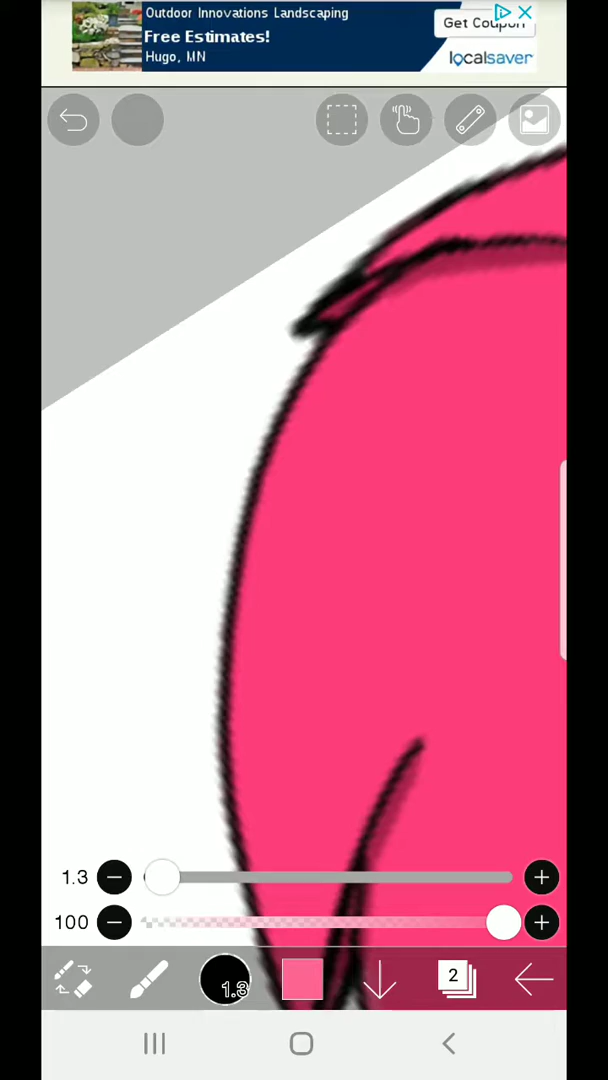 Outdoor Innovations Landscaping
Free Estimates!
Hugo, MN
Get Coupon
localsaver
1.3
100
1.3
2